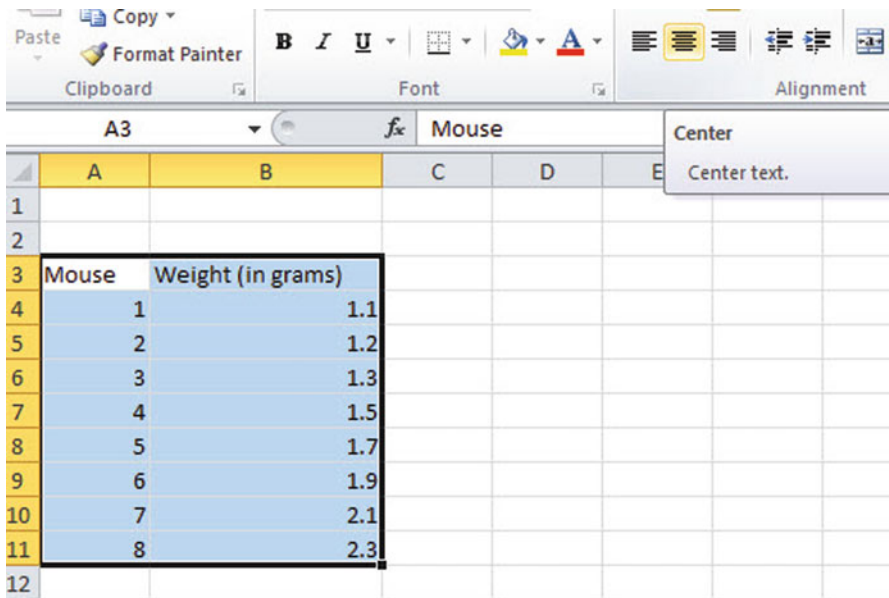 Copy
Paste
Format Painter
B I U A
Clipboard Font Alignment
A3 fx Mouse
Center
Center text.
A B C D E
1
2
3 Mouse Weight (in grams)
4 1 1.1
5 2 1.2
6 3 1.3
7 4 1.5
8 5 1.7
9 6 1.9
10 7 2.1
11 8 2.3
12